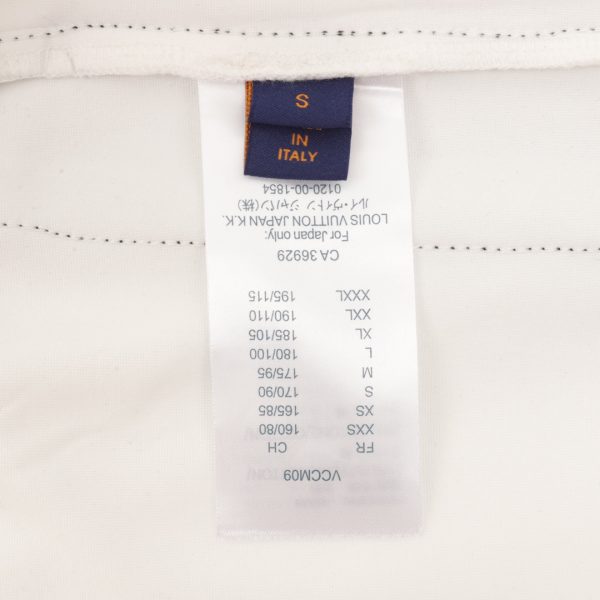 S
IN
ITALY
VCCM09
FR CH
XXS 160/80
XS 165/85
S 170/90
M 175/95
L 180/100
XL 185/105
XXL 190/110
XXXL 195/115
CA 36929
For Japan only:
LOUIS VUITTON JAPAN K.K.
ルイ・ヴィトン ジャパン(株)
0120-00-1854